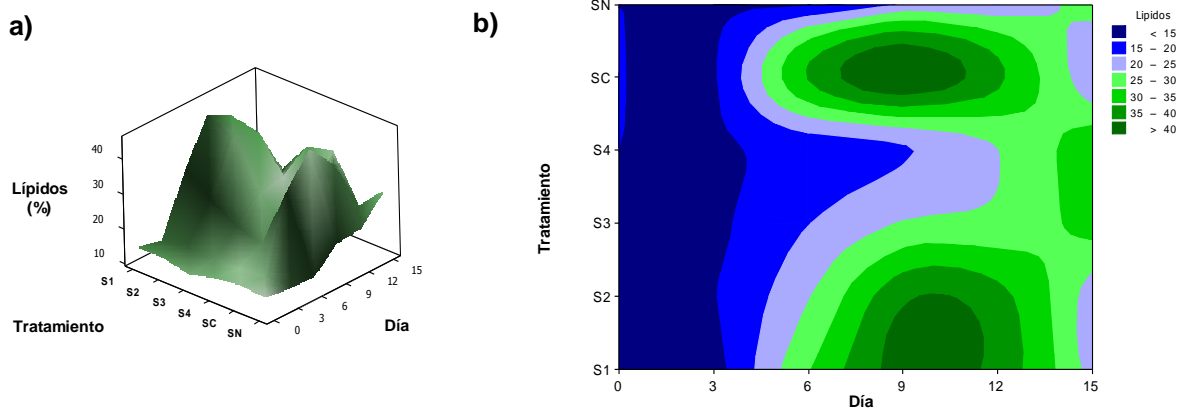 a)
Lípidos
(%)
40
30
20
10
S1
S2
S3
S4
SC
SN
Tratamiento
0
3
6
9
12
15
Día
b)
Tratamiento
SN
SC
S4
S3
S2
S1
0
3
6
9
12
15
Día
Lipidos
< 15
15 – 20
20 – 25
25 – 30
30 – 35
35 – 40
> 40